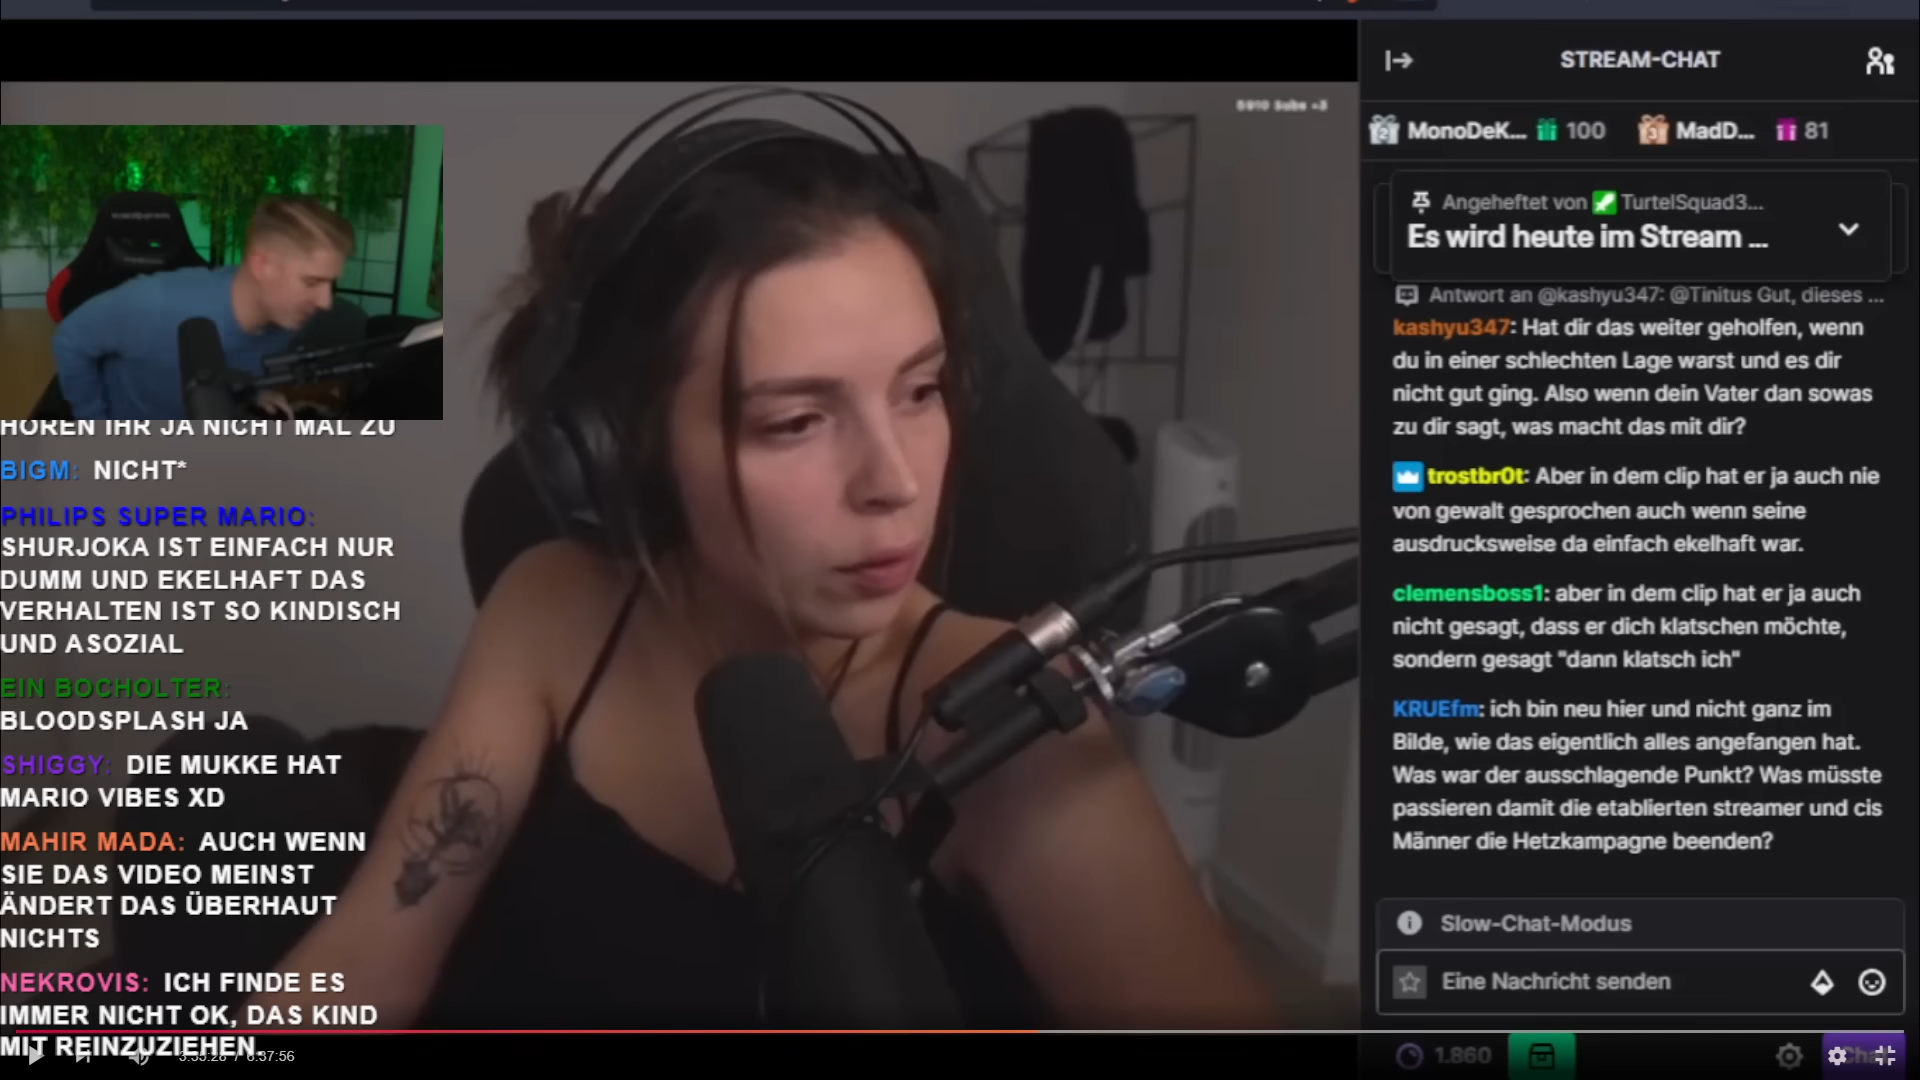 5910 Subs +3
HÖREN IHR JA NICHT MAL ZU
BIGM: NICHT*
PHILIPS SUPER MARIO:
SHURJOKA IST EINFACH NUR
DUMM UND EKELHAFT DAS
VERHALTEN IST SO KINDISCH
UND ASOZIAL
EIN BOCHOLTER:
BLOODSPLASH JA
SHIGGY: DIE MUKKE HAT
MARIO VIBES XD
MAHIR MADA: AUCH WENN
SIE DAS VIDEO MEINST
ÄNDERT DAS ÜBERHAUT
NICHTS
NEKROVIS: ICH FINDE ES
IMMER NICHT OK, DAS KIND
MIT REINZUZIEHEN.
3:35:28 / 6:37:56
STREAM-CHAT
MonoDeK... 100 MadD... 81
Angeheftet von TurtelSquad3...
Es wird heute im Stream ...
Antwort an @kashyu347: @Tinitus Gut, dieses ...
kashyu347: Hat dir das weiter geholfen, wenn
du in einer schlechten Lage warst und es dir
nicht gut ging. Also wenn dein Vater dan sowas
zu dir sagt, was macht das mit dir?
trostbr0t: Aber in dem clip hat er ja auch nie
von gewalt gesprochen auch wenn seine
ausdrucksweise da einfach ekelhaft war.
clemensboss1: aber in dem clip hat er ja auch
nicht gesagt, dass er dich klatschen möchte,
sondern gesagt "dann klatsch ich"
KRUEfm: ich bin neu hier und nicht ganz im
Bilde, wie das eigentlich alles angefangen hat.
Was war der ausschlagende Punkt? Was müsste
passieren damit die etablierten streamer und cis
Männer die Hetzkampagne beenden?
Slow-Chat-Modus
Eine Nachricht senden
1.860